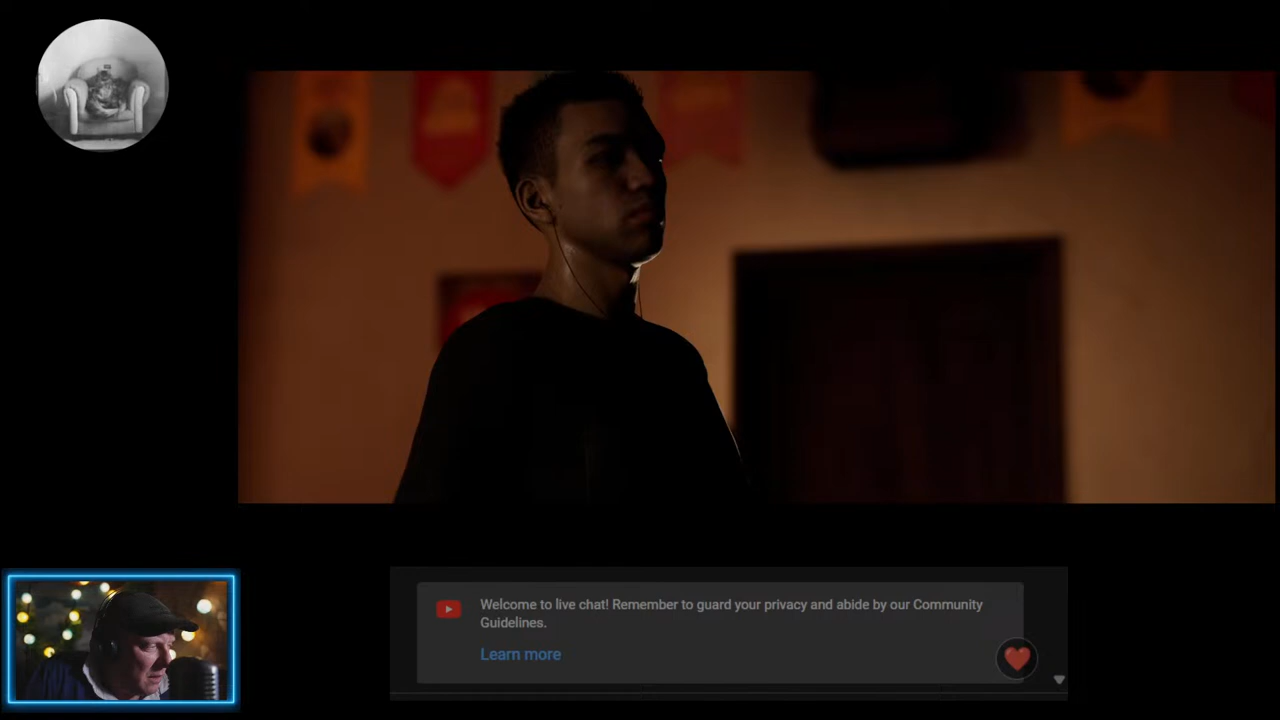 Welcome to live chat! Remember to guard your privacy and abide by our Community
Guidelines.
Learn more